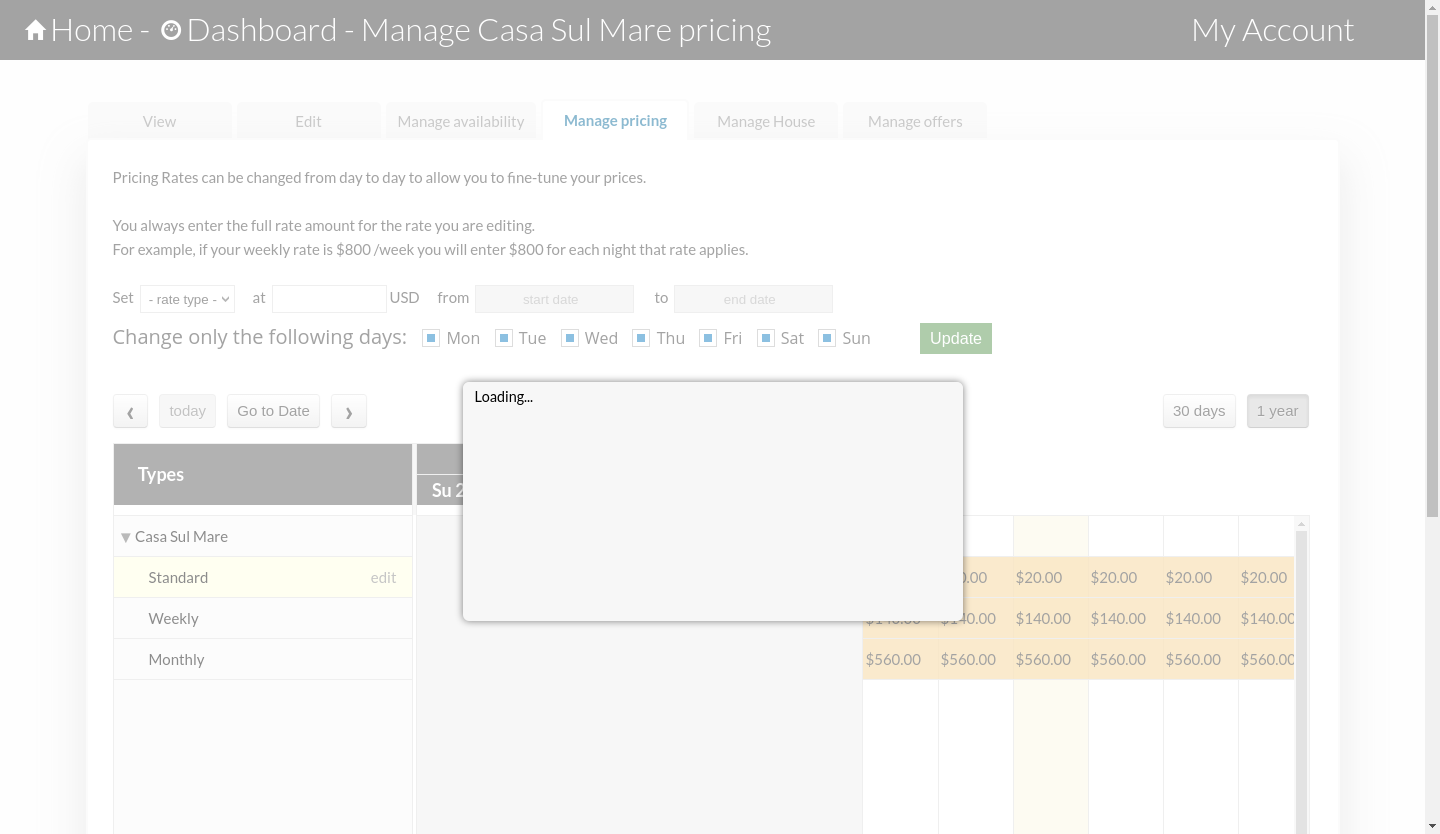 Home - Dashboard - Manage Casa Sul Mare pricing
My Account
View Edit Manage availability Manage pricing Manage House Manage offers
Pricing Rates can be changed from day to day to allow you to fine-tune your prices.
You always enter the full rate amount for the rate you are editing.
For example, if your weekly rate is $800 /week you will enter $800 for each night that rate applies.
Set - rate type - at USD from start date to end date
Change only the following days: Mon Tue Wed Thu Fri Sat Sun Update
Loading...
‹ today Go to Date › 30 days 1 year
Types
Su
Casa Sul Mare
Standard edit $20.00 $20.00 $20.00 $20.00
Weekly $140.00 $140.00 $140.00 $140.00 $140.00 $140.00
Monthly $560.00 $560.00 $560.00 $560.00 $560.00 $560.00